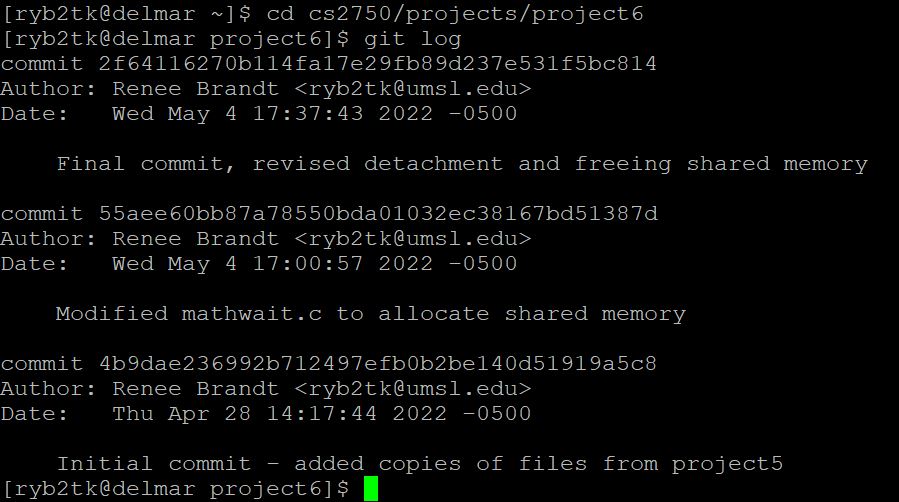 [ryb2tk@delmar ~]$ cd cs2750/projects/project6
[ryb2tk@delmar project6]$ git log
commit 2f64116270b114fa17e29fb89d237e531f5bc814
Author: Renee Brandt <ryb2tk@umsl.edu>
Date:   Wed May 4 17:37:43 2022 -0500

    Final commit, revised detachment and freeing shared memory

commit 55aee60bb87a78550bda01032ec38167bd51387d
Author: Renee Brandt <ryb2tk@umsl.edu>
Date:   Wed May 4 17:00:57 2022 -0500

    Modified mathwait.c to allocate shared memory

commit 4b9dae236992b712497efb0b2be140d51919a5c8
Author: Renee Brandt <ryb2tk@umsl.edu>
Date:   Thu Apr 28 14:17:44 2022 -0500

    Initial commit - added copies of files from project5
[ryb2tk@delmar project6]$